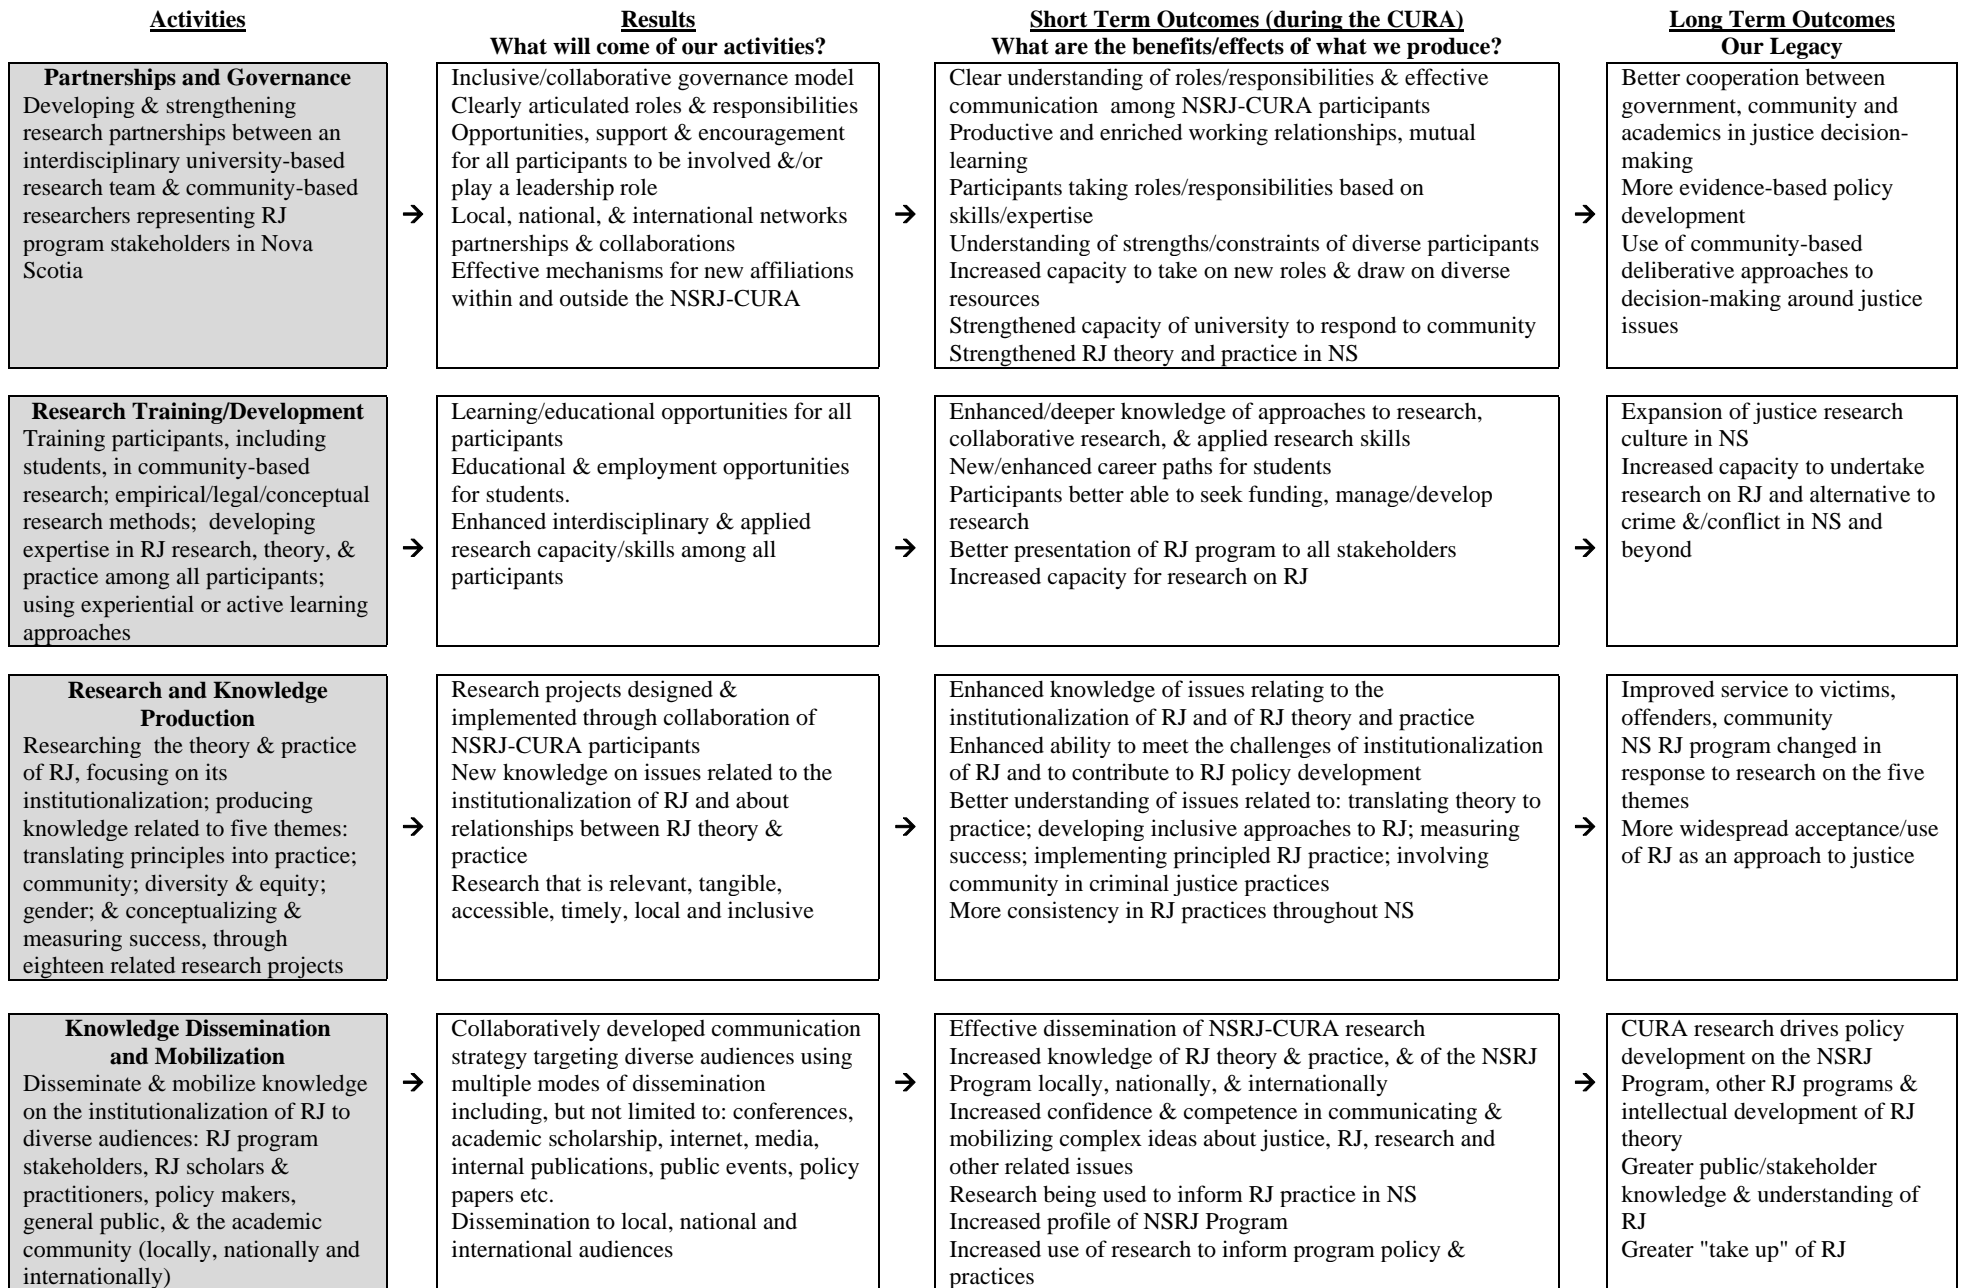 Activities
Results
What will come of our activities?
Short Term Outcomes (during the CURA)
What are the benefits/effects of what we produce?
Long Term Outcomes
Our Legacy
Partnerships and Governance
Developing & strengthening
research partnerships between an
interdisciplinary university-based
research team & community-based
researchers representing RJ
program stakeholders in Nova
Scotia
→
Inclusive/collaborative governance model
Clearly articulated roles & responsibilities
Opportunities, support & encouragement
for all participants to be involved &/or
play a leadership role
Local, national, & international networks
partnerships & collaborations
Effective mechanisms for new affiliations
within and outside the NSRJ-CURA
→
Clear understanding of roles/responsibilities & effective
communication among NSRJ-CURA participants
Productive and enriched working relationships, mutual
learning
Participants taking roles/responsibilities based on
skills/expertise
Understanding of strengths/constraints of diverse participants
Increased capacity to take on new roles & draw on diverse
resources
Strengthened capacity of university to respond to community
Strengthened RJ theory and practice in NS
→
Better cooperation between
government, community and
academics in justice decision-
making
More evidence-based policy
development
Use of community-based
deliberative approaches to
decision-making around justice
issues
Research Training/Development
Training participants, including
students, in community-based
research; empirical/legal/conceptual
research methods; developing
expertise in RJ research, theory, &
practice among all participants;
using experiential or active learning
approaches
→
Learning/educational opportunities for all
participants
Educational & employment opportunities
for students.
Enhanced interdisciplinary & applied
research capacity/skills among all
participants
→
Enhanced/deeper knowledge of approaches to research,
collaborative research, & applied research skills
New/enhanced career paths for students
Participants better able to seek funding, manage/develop
research
Better presentation of RJ program to all stakeholders
Increased capacity for research on RJ
→
Expansion of justice research
culture in NS
Increased capacity to undertake
research on RJ and alternative to
crime &/conflict in NS and
beyond
Research and Knowledge
Production
Researching the theory & practice
of RJ, focusing on its
institutionalization; producing
knowledge related to five themes:
translating principles into practice;
community; diversity & equity;
gender; & conceptualizing &
measuring success, through
eighteen related research projects
→
Research projects designed &
implemented through collaboration of
NSRJ-CURA participants
New knowledge on issues related to the
institutionalization of RJ and about
relationships between RJ theory &
practice
Research that is relevant, tangible,
accessible, timely, local and inclusive
→
Enhanced knowledge of issues relating to the
institutionalization of RJ and of RJ theory and practice
Enhanced ability to meet the challenges of institutionalization
of RJ and to contribute to RJ policy development
Better understanding of issues related to: translating theory to
practice; developing inclusive approaches to RJ; measuring
success; implementing principled RJ practice; involving
community in criminal justice practices
More consistency in RJ practices throughout NS
→
Improved service to victims,
offenders, community
NS RJ program changed in
response to research on the five
themes
More widespread acceptance/use
of RJ as an approach to justice
Knowledge Dissemination
and Mobilization
Disseminate & mobilize knowledge
on the institutionalization of RJ to
diverse audiences: RJ program
stakeholders, RJ scholars &
practitioners, policy makers,
general public, & the academic
community (locally, nationally and
internationally)
→
Collaboratively developed communication
strategy targeting diverse audiences using
multiple modes of dissemination
including, but not limited to: conferences,
academic scholarship, internet, media,
internal publications, public events, policy
papers etc.
Dissemination to local, national and
international audiences
→
Effective dissemination of NSRJ-CURA research
Increased knowledge of RJ theory & practice, & of the NSRJ
Program locally, nationally, & internationally
Increased confidence & competence in communicating &
mobilizing complex ideas about justice, RJ, research and
other related issues
Research being used to inform RJ practice in NS
Increased profile of NSRJ Program
Increased use of research to inform program policy &
practices
→
CURA research drives policy
development on the NSRJ
Program, other RJ programs &
intellectual development of RJ
theory
Greater public/stakeholder
knowledge & understanding of
RJ
Greater "take up" of RJ